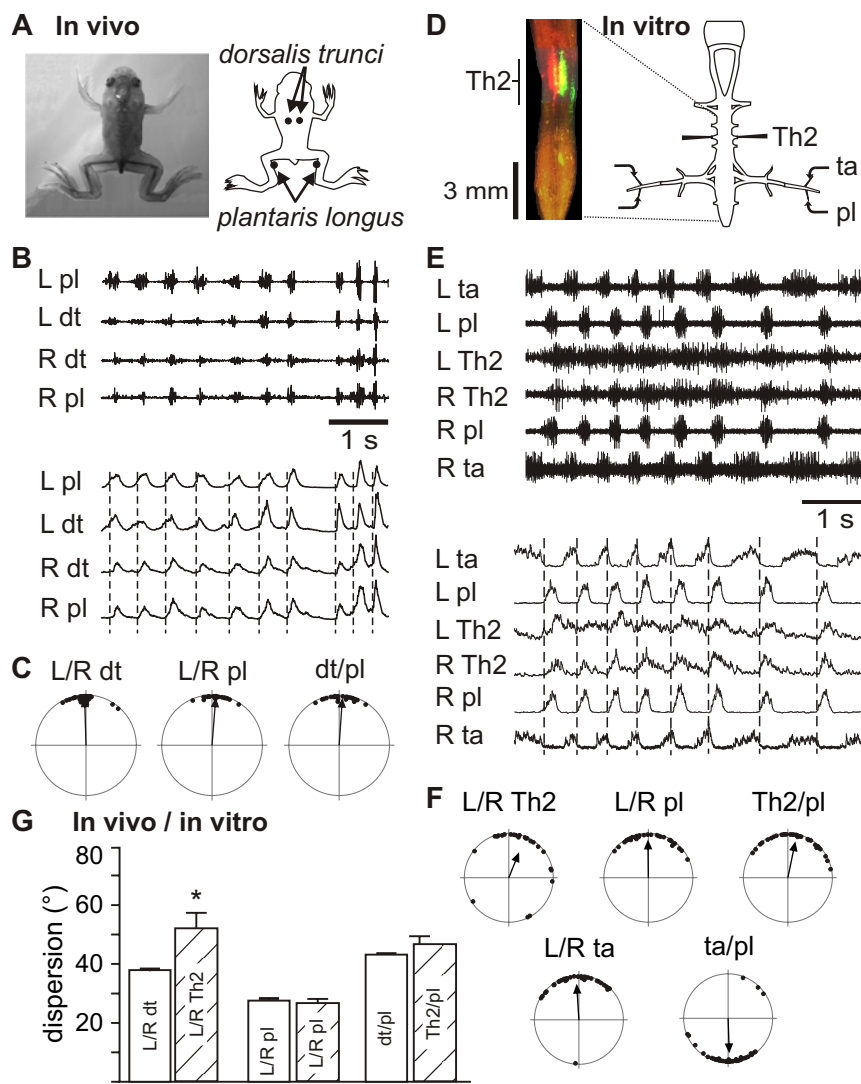 A In vivo
dorsalis trunci
plantaris longus
D In vitro
Th2
3 mm
Th2
ta
pl
B
L pl
L dt
R dt
R pl
1 s
L pl
L dt
R dt
R pl
C
L/R dt L/R pl dt/pl
E
L ta
L pl
L Th2
R Th2
R pl
R ta
1 s
L ta
L pl
L Th2
R Th2
R pl
R ta
F
L/R Th2 L/R pl Th2/pl
L/R ta ta/pl
G In vivo / in vitro
dispersion (°)
80
60
40
20
*
L/R dt
L/R Th2
L/R pl
L/R pl
dt/pl
Th2/pl